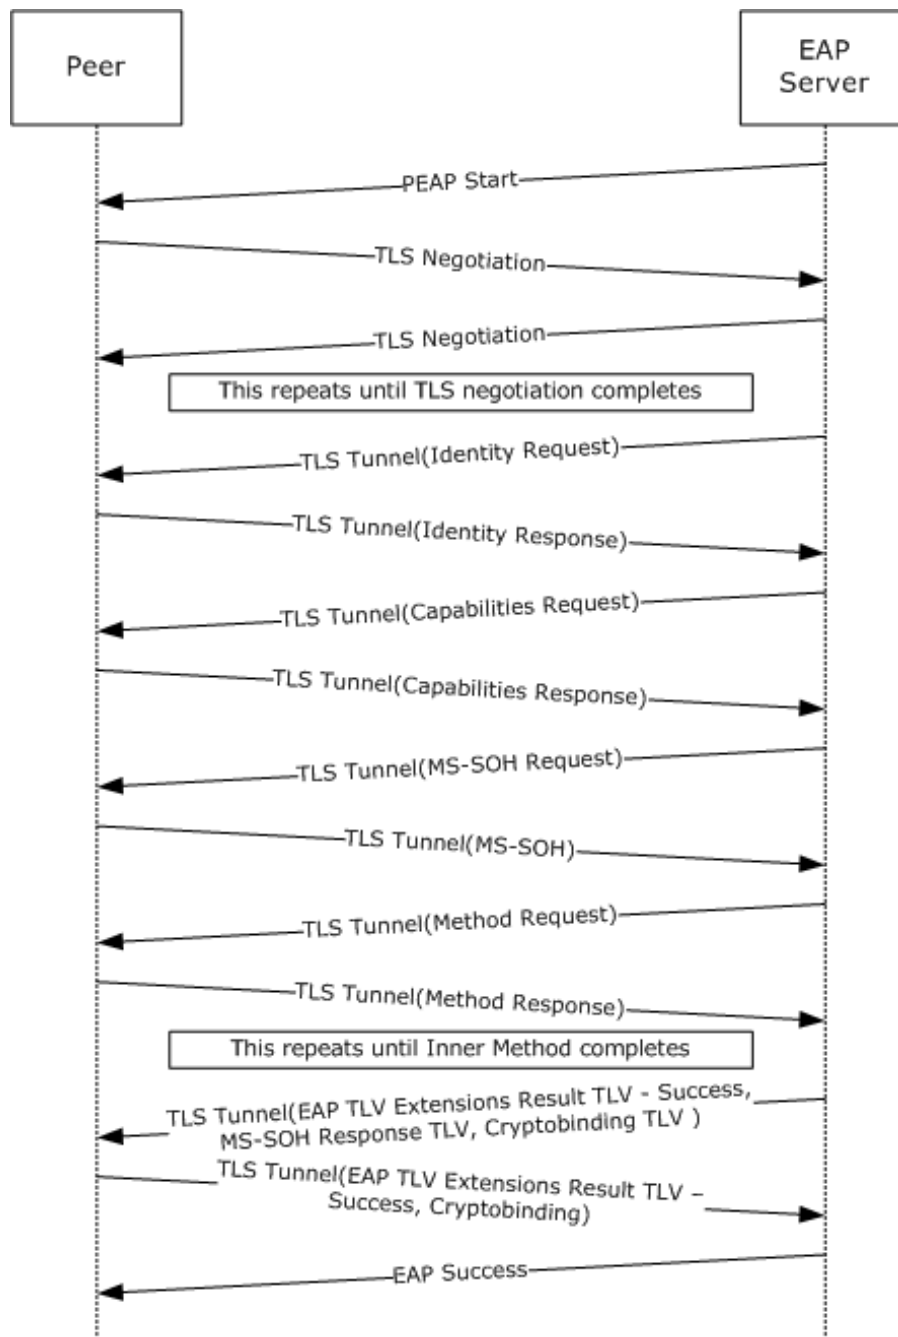 Peer
EAP
Server
PEAP Start
TLS Negotiation
TLS Negotiation
This repeats until TLS negotiation completes
TLS Tunnel(Identity Request)
TLS Tunnel(Identity Response)
TLS Tunnel(Capabilities Request)
TLS Tunnel(Capabilities Response)
TLS Tunnel(MS-SOH Request)
TLS Tunnel(MS-SOH)
TLS Tunnel(Method Request)
TLS Tunnel(Method Response)
This repeats until Inner Method completes
TLS Tunnel(EAP TLV Extensions Result TLV - Success,
MS-SOH Response TLV, Cryptobinding TLV )
TLS Tunnel(EAP TLV Extensions Result TLV –
Success, Cryptobinding)
EAP Success